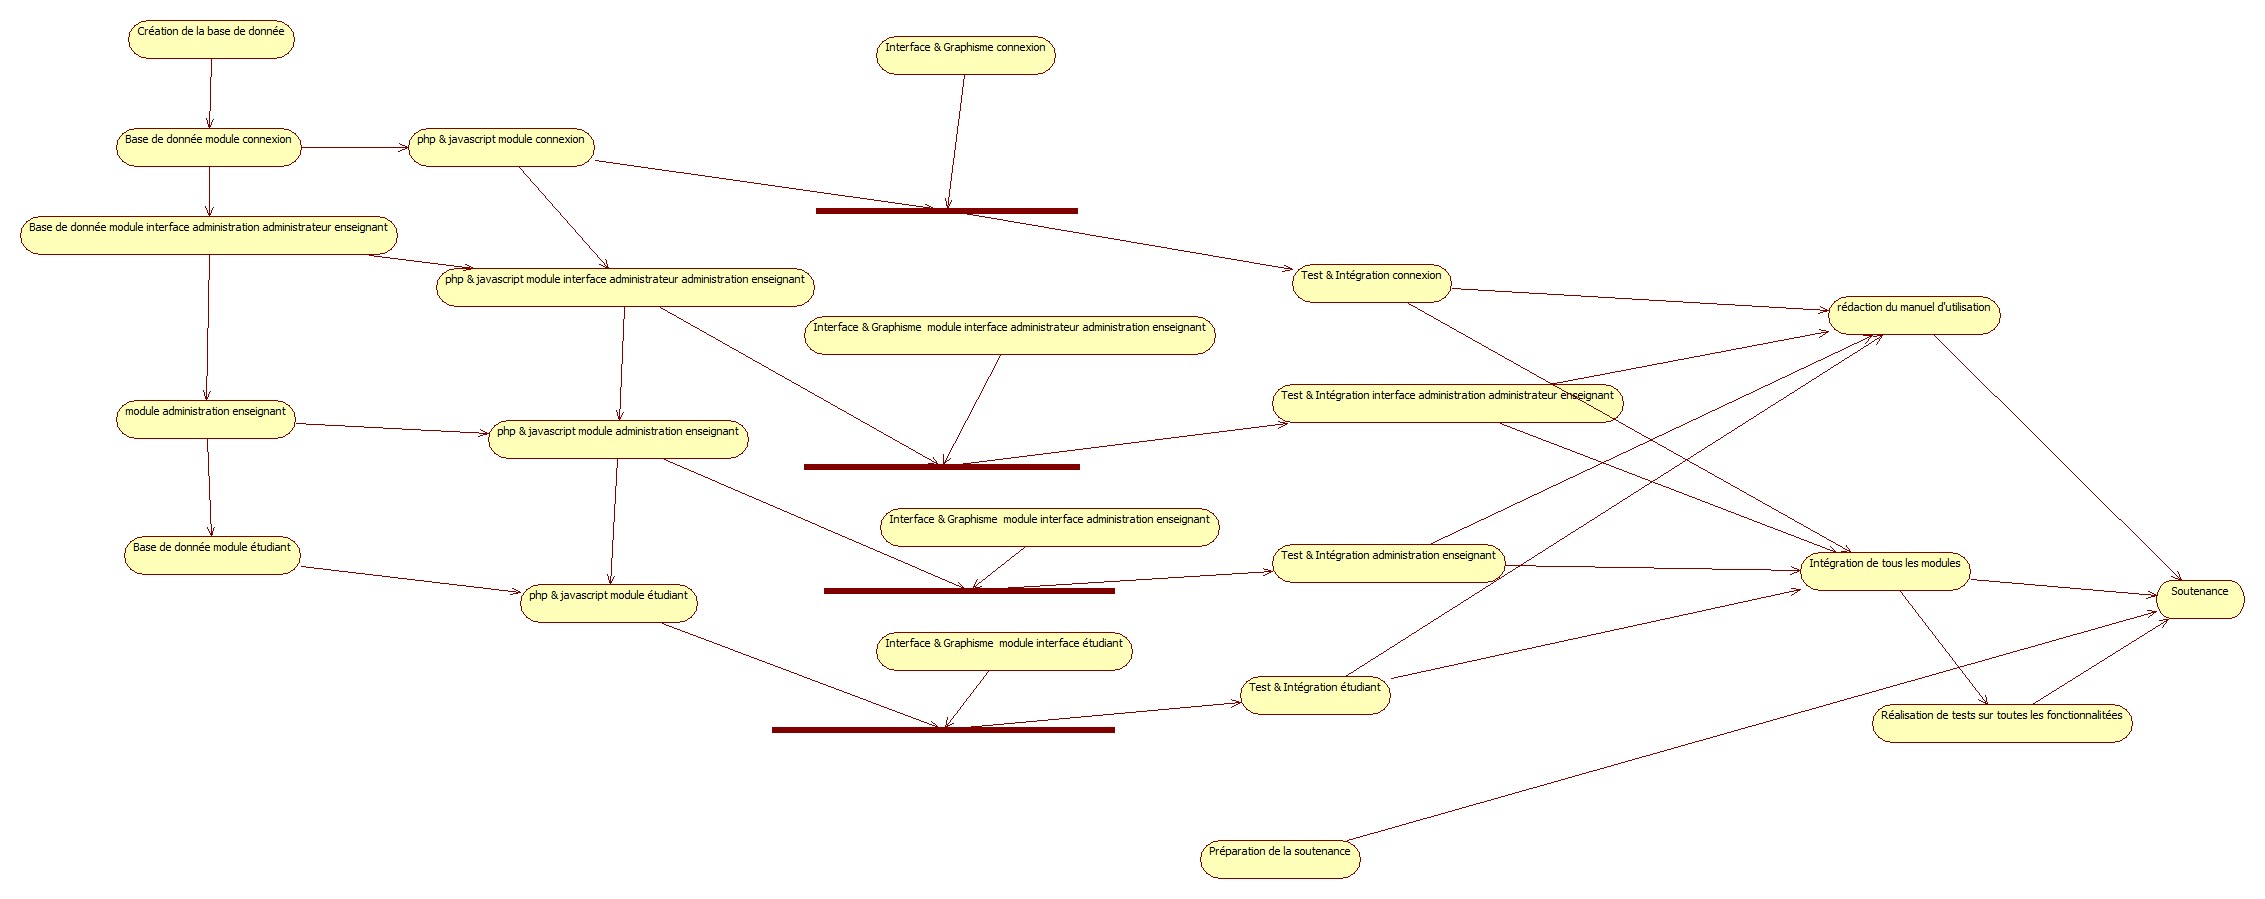 Création de la base de donnée
Interface & Graphisme connexion
Base de donnée module connexion
php & javascript module connexion
Base de donnée module interface administration administrateur enseignant
php & javascript module interface administrateur administration enseignant
Test & Intégration connexion
rédaction du manuel d'utilisation
Interface & Graphisme  module interface administrateur administration enseignant
Test & Intégration interface administration administrateur enseignant
module administration enseignant
php & javascript module administration enseignant
Interface & Graphisme  module interface administration enseignant
Base de donnée module étudiant
Test & Intégration administration enseignant
Intégration de tous les modules
php & javascript module étudiant
Soutenance
Interface & Graphisme  module interface étudiant
Test & Intégration étudiant
Réalisation de tests sur toutes les fonctionnalitées
Préparation de la soutenance